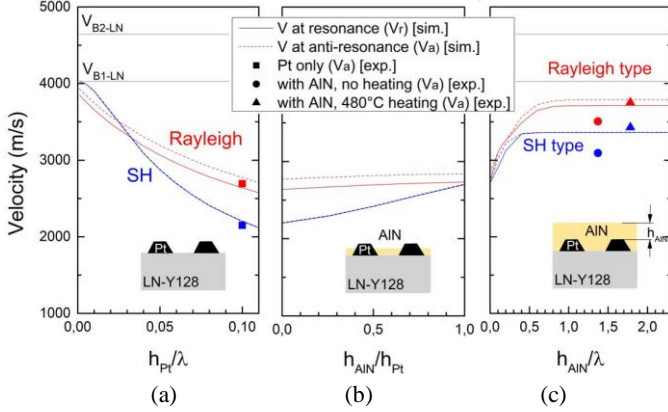 V_B2-LN
V_B1-LN
V at resonance (Vr) [sim.]
V at anti-resonance (Va) [sim.]
Pt only (Va) [exp.]
with AlN, no heating (Va) [exp.]
with AlN, 480°C heating (Va) [exp.]
Velocity (m/s)
5000
4000
3000
2000
1000
Rayleigh
SH
Pt
LN-Y128
0,00
0,05
0,10
h_Pt/λ
(a)
AlN
Pt
LN-Y128
0,0
0,5
1,0
h_AlN/h_Pt
(b)
Rayleigh type
SH type
AlN
h_AlN
Pt
LN-Y128
0,0
0,5
1,0
1,5
2,0
h_AlN/λ
(c)